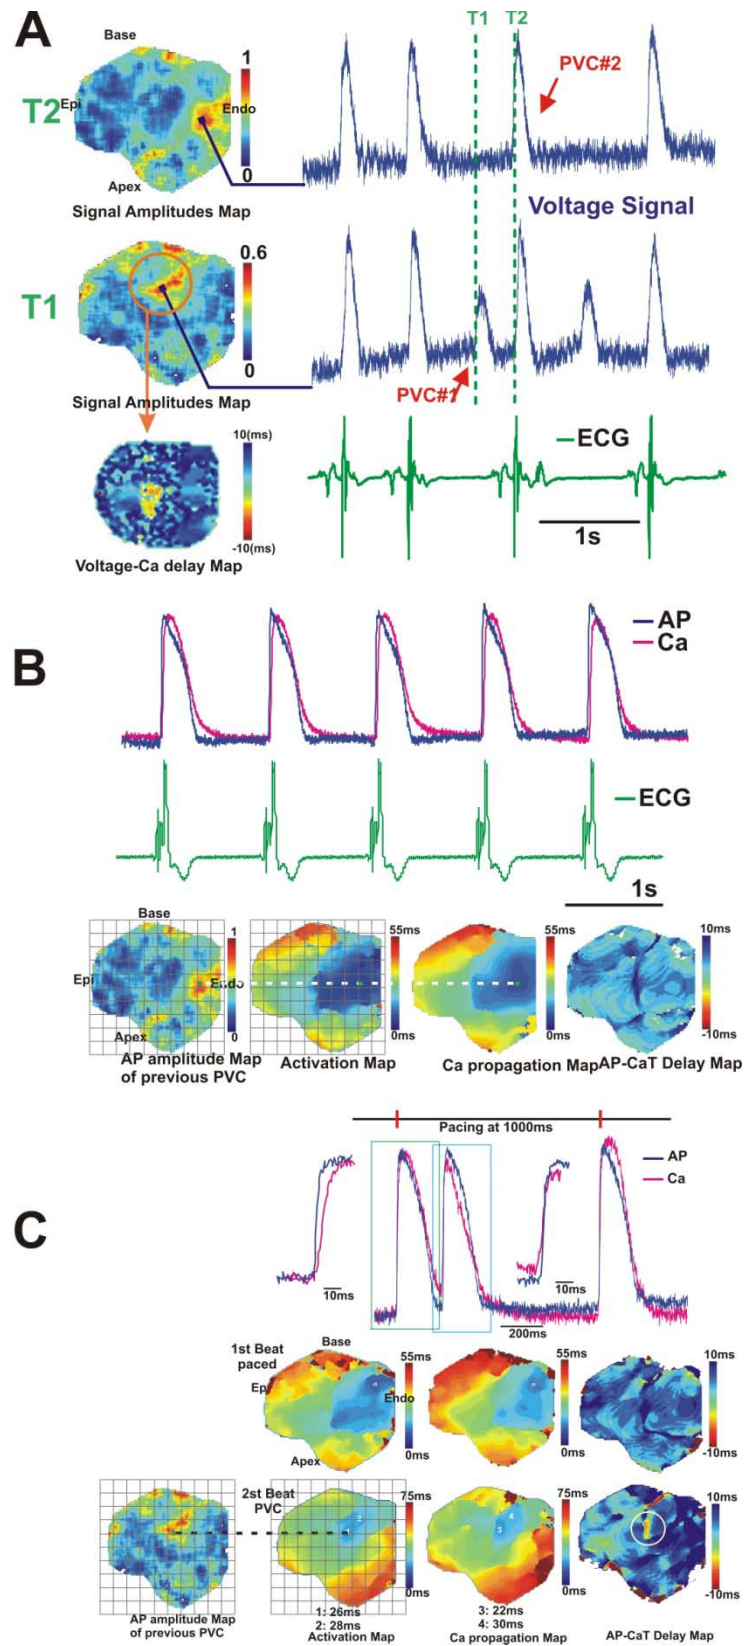 A
T1
T2
Base
1
PVC#2
T2
Epi
Endo
Apex
0
Signal Amplitudes Map
Voltage Signal
0.6
T1
0
Signal Amplitudes Map
PVC#1
10(ms)
ECG
-10(ms)
1s
Voltage-Ca delay Map
B
AP
Ca
ECG
1s
Base
1
55ms
55ms
10ms
Epi
Endo
Apex
0
0ms
0ms
-10ms
AP amplitude Map
of previous PVC
Activation Map
Ca propagation Map
AP-CaT Delay Map
C
Pacing at 1000ms
AP
Ca
10ms
10ms
200ms
1st Beat
paced
Base
55ms
55ms
10ms
Endo
Apex
0ms
0ms
-10ms
2st Beat
PVC
75ms
75ms
10ms
1
2
3
4
0ms
0ms
-10ms
AP amplitude Map
of previous PVC
1: 26ms
2: 28ms
Activation Map
3: 22ms
4: 30ms
Ca propagation Map
AP-CaT Delay Map